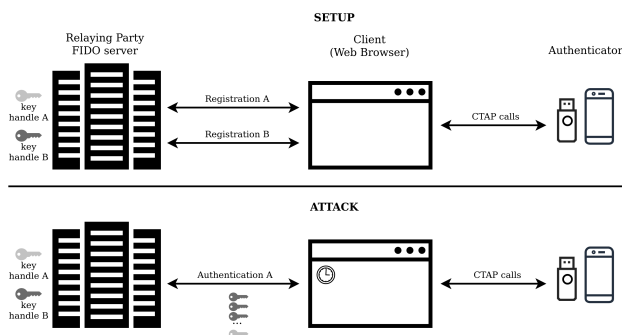 SETUP
Relaying Party
FIDO server
Client
(Web Browser)
Authenticator
key
handle A
key
handle B
Registration A
Registration B
CTAP calls
ATTACK
key
handle A
key
handle B
Authentication A
...
CTAP calls